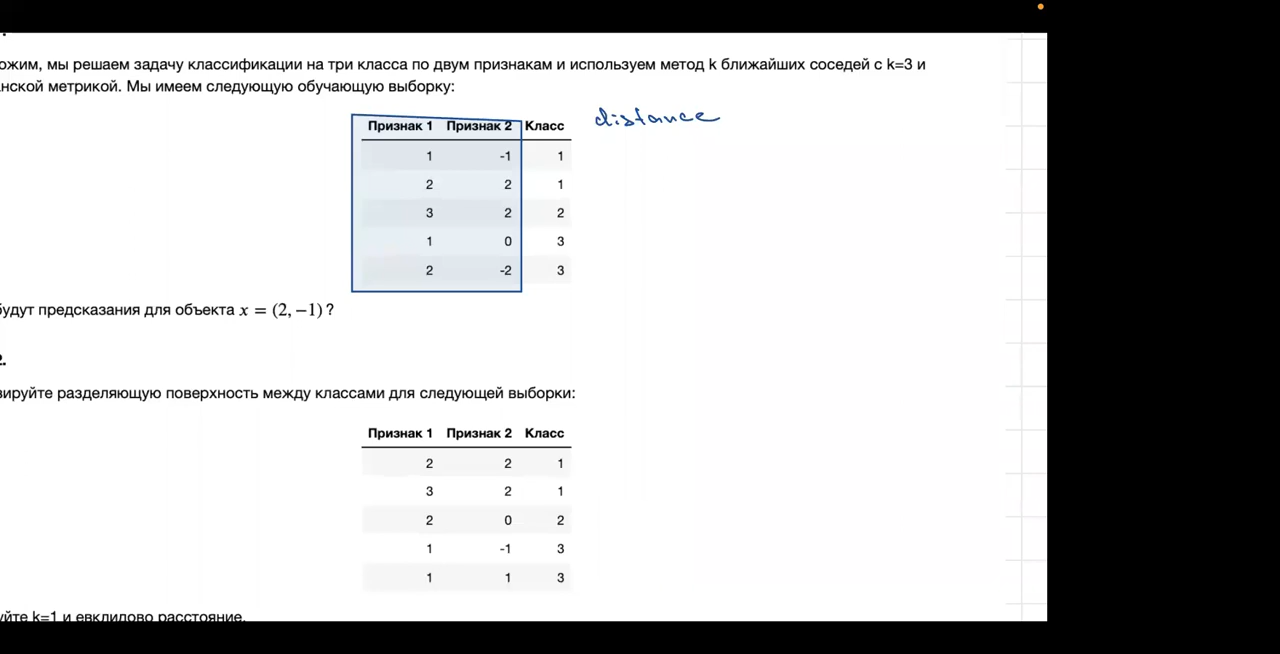 ожим, мы решаем задачу классификации на три класса по двум признакам и используем метод k ближайших соседей с k=3 и
нской метрикой. Мы имеем следующую обучающую выборку:
distance
Признак 1 Признак 2 Класс
1 -1 1
2 2 1
3 2 2
1 0 3
2 -2 3
будут предсказания для объекта x = (2, −1) ?
2.
зируйте разделяющую поверхность между классами для следующей выборки:
Признак 1 Признак 2 Класс
2 2 1
3 2 1
2 0 2
1 -1 3
1 1 3
уйте k=1 и евклидово расстояние.